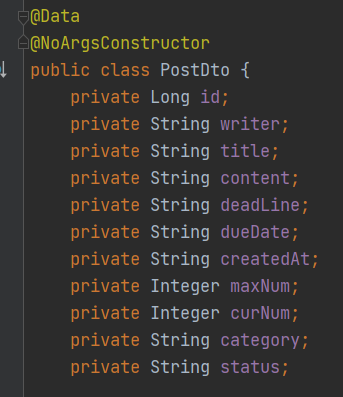 @Data
@NoArgsConstructor
public class PostDto {
    private Long id;
    private String writer;
    private String title;
    private String content;
    private String deadLine;
    private String dueDate;
    private String createdAt;
    private Integer maxNum;
    private Integer curNum;
    private String category;
    private String status;